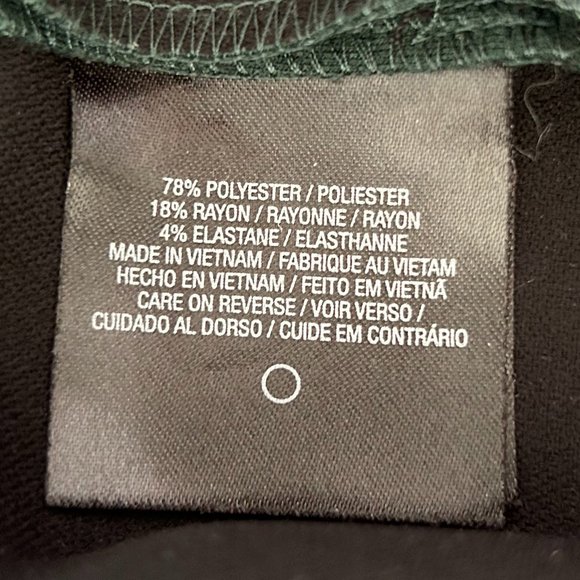 78% POLYESTER / POLIESTER
18% RAYON / RAYONNE / RAYON
4% ELASTANE / ELASTHANNE
MADE IN VIETNAM / FABRIQUE AU VIETAM
HECHO EN VIETNAM / FEITO EM VIETNÃ
CARE ON REVERSE / VOIR VERSO /
CUIDADO AL DORSO / CUIDE EM CONTRÁRIO